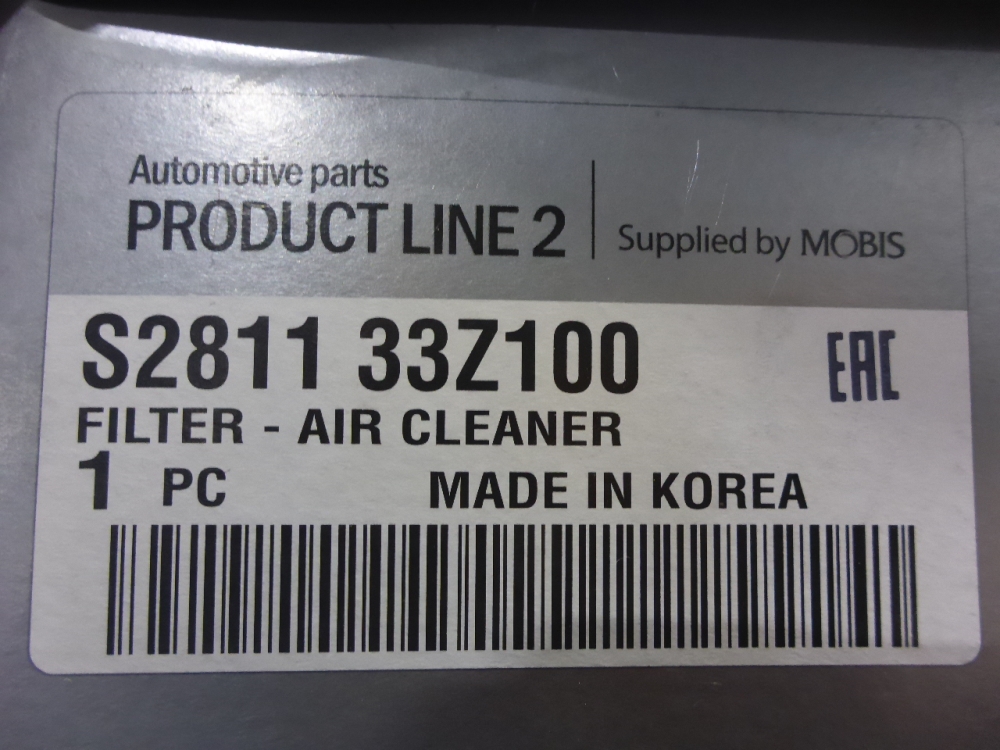 Automotive parts
PRODUCT LINE 2
Supplied by MOBIS
S2811 33Z100
EAC
FILTER - AIR CLEANER
1 PC MADE IN KOREA